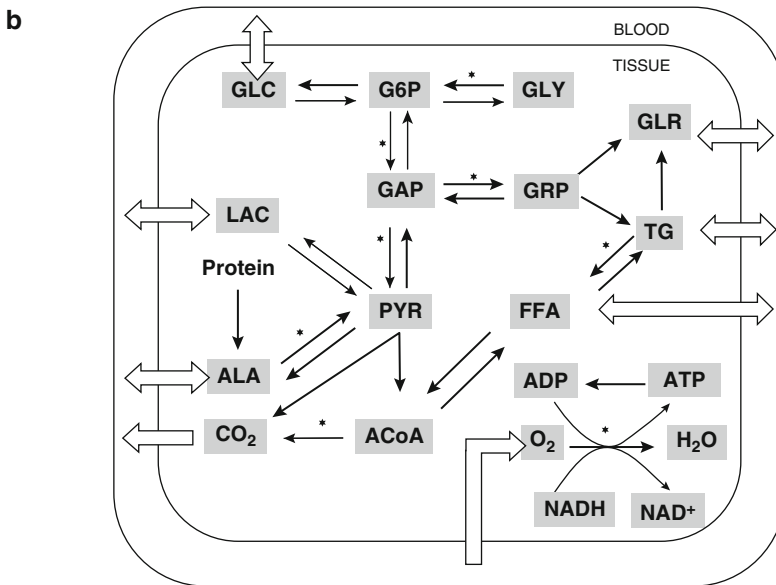 b
BLOOD
TISSUE
GLC
G6P
*
GLY
GLR
*
GAP
*
GRP
LAC
TG
*
*
Protein
PYR
FFA
*
ALA
ADP
ATP
CO₂
*
ACoA
O₂
*
H₂O
NADH
NAD⁺